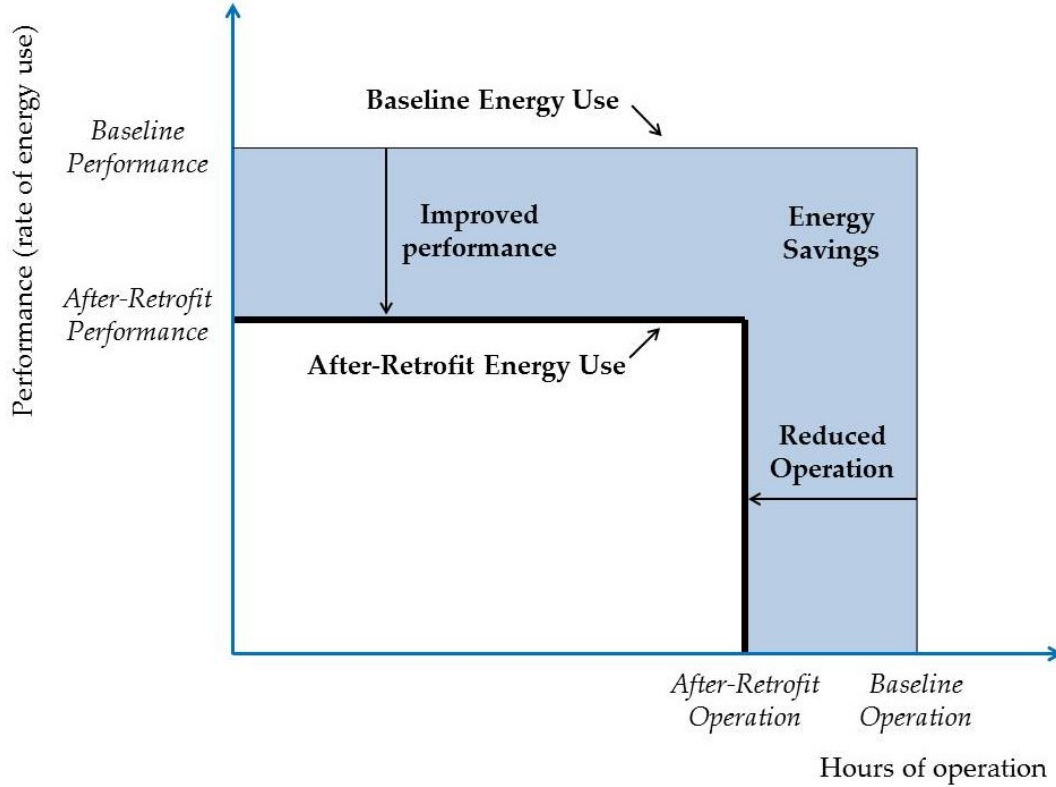 Performance (rate of energy use)
Baseline Energy Use
Baseline
Performance
Improved
performance
Energy
Savings
After-Retrofit
Performance
After-Retrofit Energy Use
Reduced
Operation
After-Retrofit
Operation
Baseline
Operation
Hours of operation